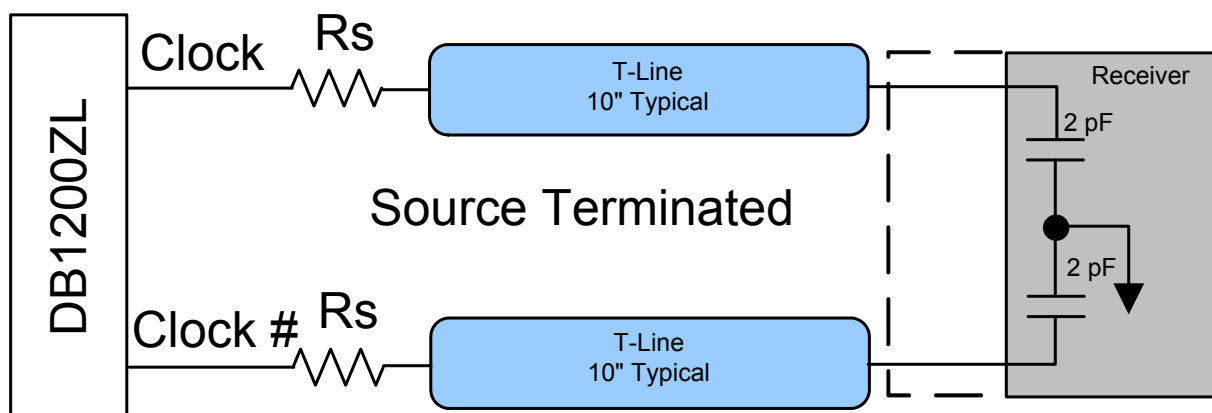 DB1200ZL
Clock
Rs
T-Line
10" Typical
Receiver
2 pF
Source Terminated
2 pF
Clock #
Rs
T-Line
10" Typical